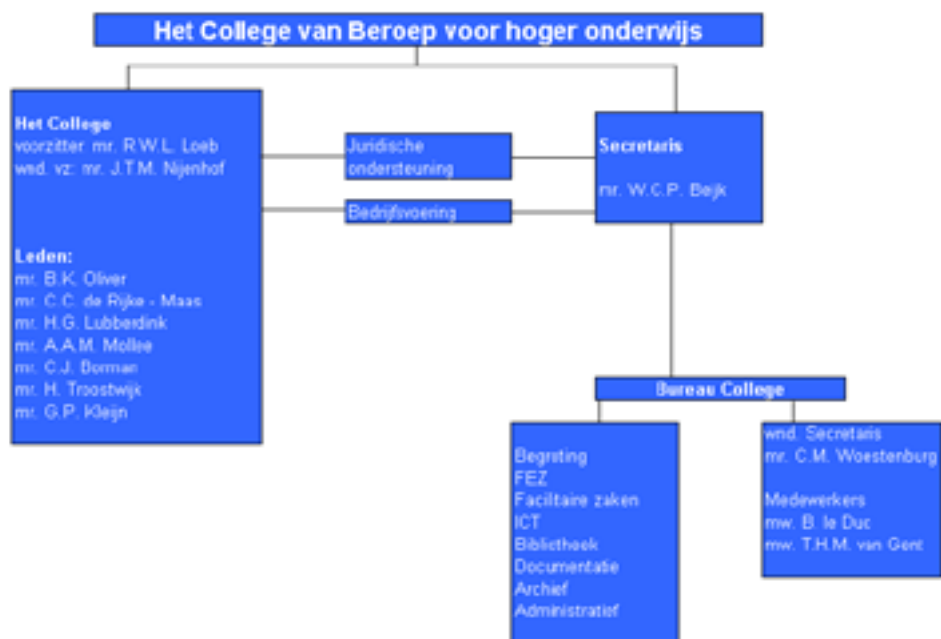 Het College van Beroep voor hoger onderwijs
Het College
voorzitter mr. R.W.L. Loeb
wnd. vz: mr. J.T.M. Nijenhof
Leden:
mr. B.K. Oliver
mr. C.C. de Rijke - Maas
mr. H.G. Lubberdink
mr. A.A.M. Mollee
mr. C.J. Borman
mr. H. Troostwijk
mr. G.P. Kleijn
Juridische
ondersteuning
Bedrijfsvoering
Secretaris
mr. W.C.P. Beijk
Bureau College
Begroting
FEZ
Facilitaire zaken
ICT
Bibliotheek
Documentatie
Archief
Administratief
wnd. Secretaris
mr. C.M. Woestenburg
Medewerkers
mw. B. le Duc
mw. T.H.M. van Gent